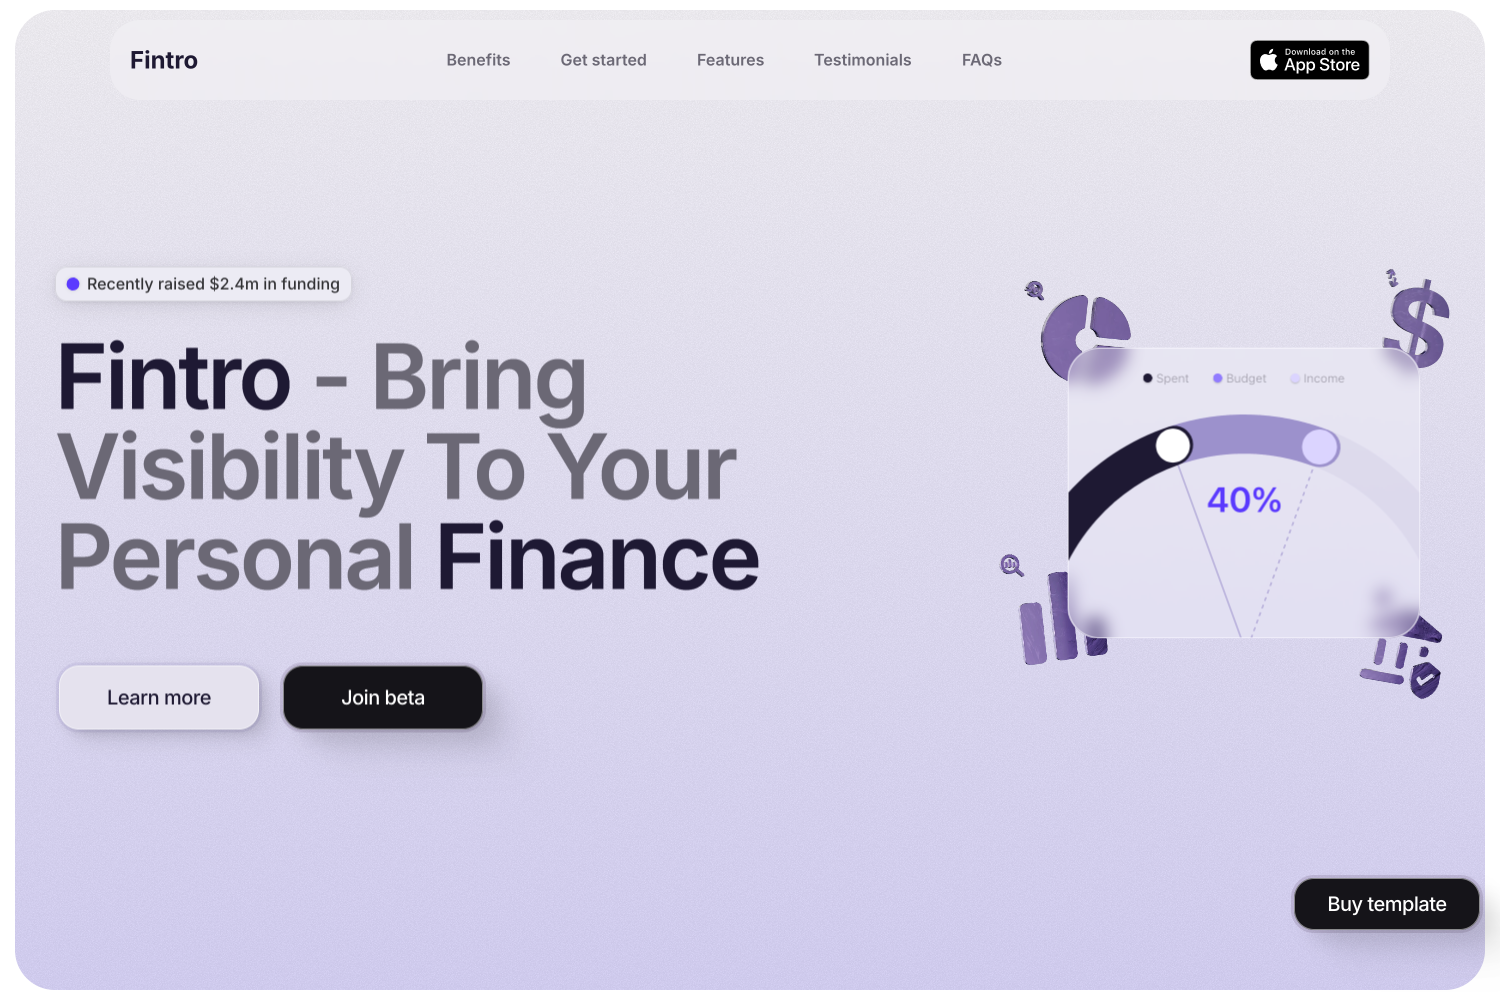 Fintro
Benefits
Get started
Features
Testimonials
FAQs
Download on the
App Store
Recently raised $2.4m in funding
Fintro - Bring
Visibility To Your
Personal Finance
Learn more
Join beta
Spent
Budget
Income
40%
Buy template